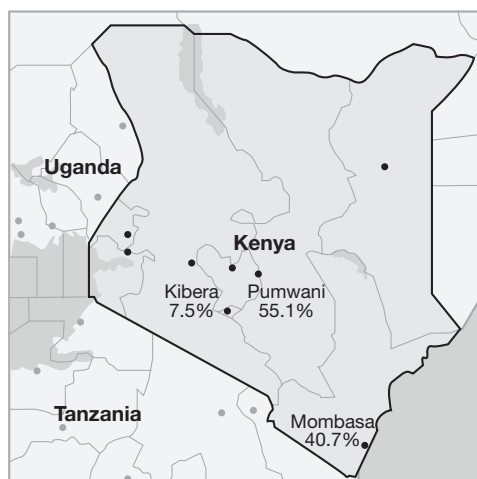 Uganda
Kenya
Kibera
7.5%
Pumwani
55.1%
Tanzania
Mombasa
40.7%